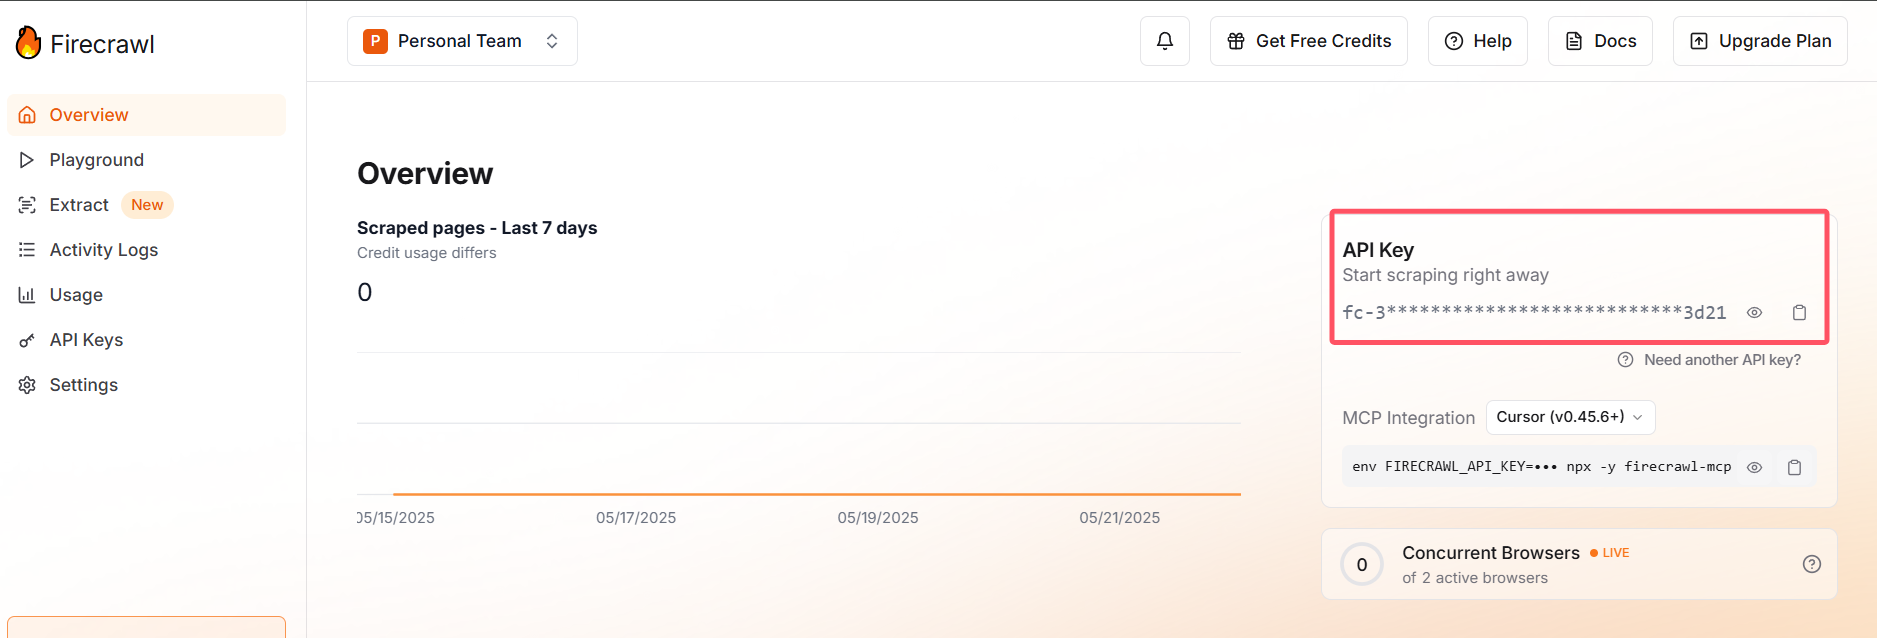 Firecrawl
P Personal Team
Get Free Credits
Help
Docs
Upgrade Plan
Overview
Playground
Extract New
Activity Logs
Usage
API Keys
Settings
Overview
Scraped pages - Last 7 days
Credit usage differs
0
05/15/2025 05/17/2025 05/19/2025 05/21/2025
API Key
Start scraping right away
fc-3***************************3d21
Need another API key?
MCP Integration Cursor (v0.45.6+)
env FIRECRAWL_API_KEY=••• npx -y firecrawl-mcp
0
Concurrent Browsers LIVE
of 2 active browsers